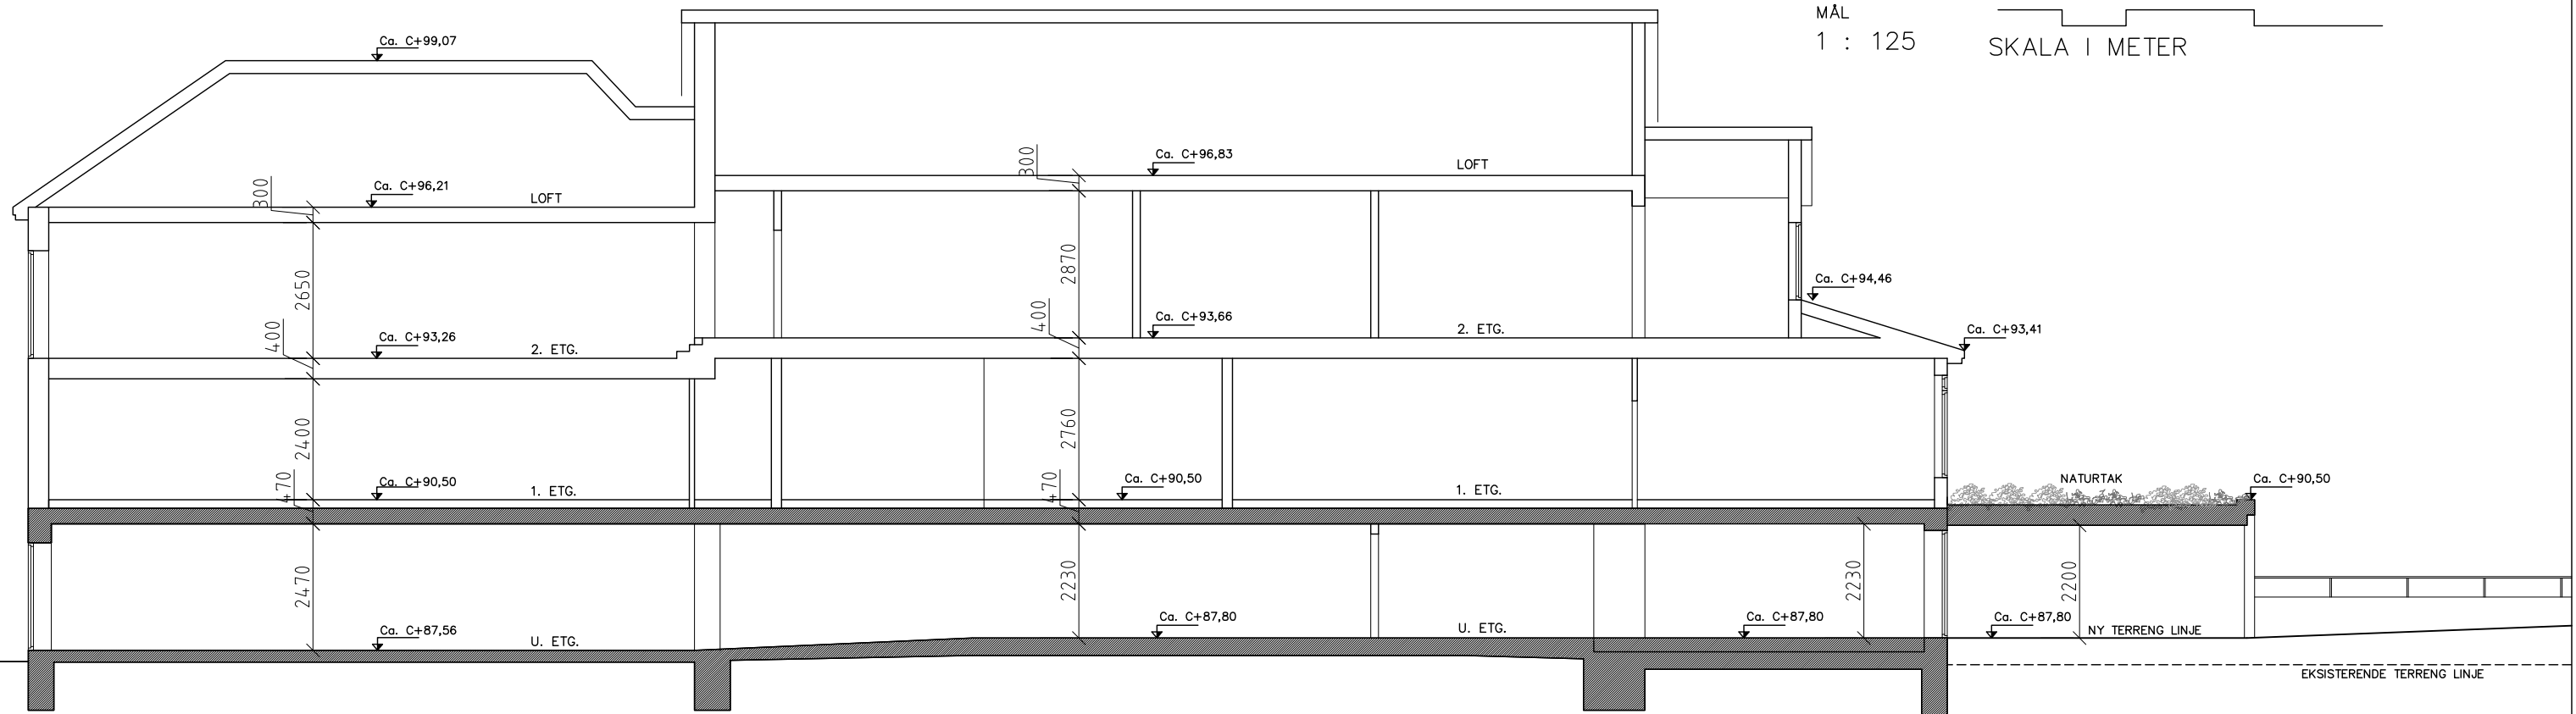 MÅL
1 : 125
SKALA I METER
Ca. C+99,07
Ca. C+96,83
LOFT
300
Ca. C+96,21
LOFT
300
2650
2870
Ca. C+94,46
400
Ca. C+93,26
2. ETG.
400
Ca. C+93,66
2. ETG.
Ca. C+93,41
2400
2760
470
Ca. C+90,50
1. ETG.
470
Ca. C+90,50
1. ETG.
NATURTAK
Ca. C+90,50
2470
2230
2230
2200
Ca. C+87,56
U. ETG.
Ca. C+87,80
U. ETG.
Ca. C+87,80
Ca. C+87,80
NY TERRENG LINJE
EKSISTERENDE TERRENG LINJE